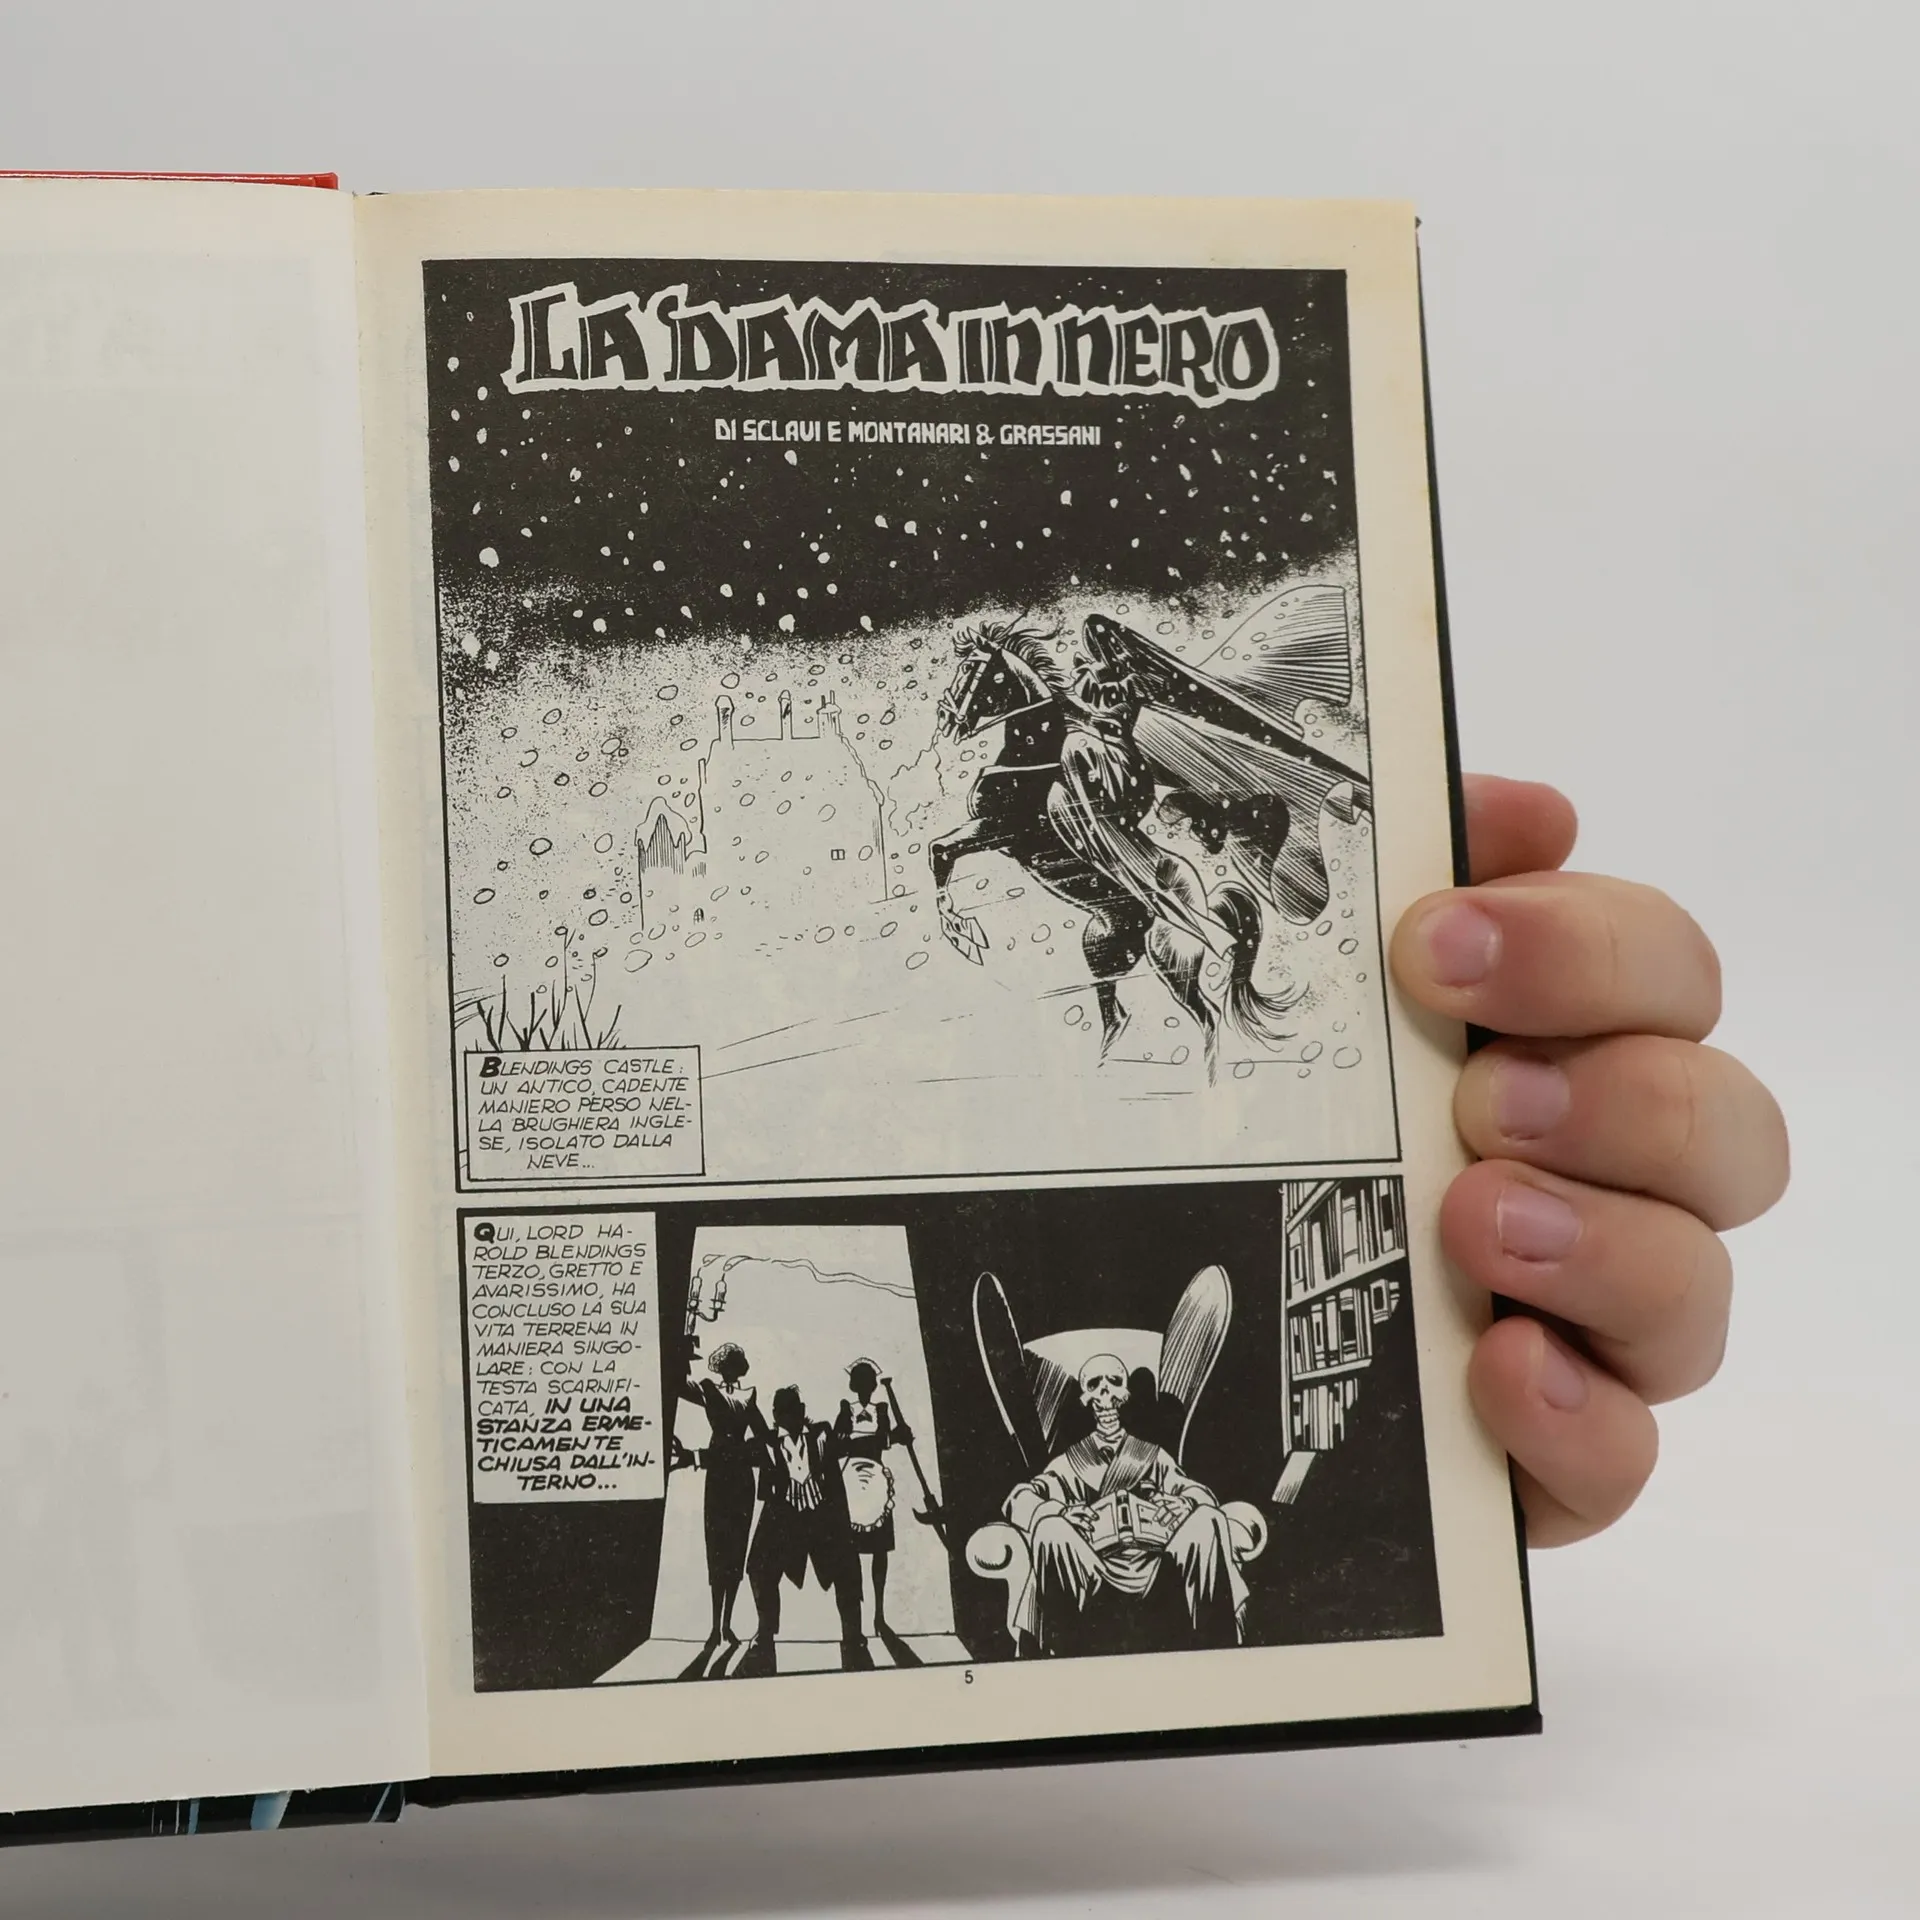 LA DAMA IN NERO
DI SCLAVI E MONTANARI & GRASSANI
BLENDINGS CASTLE:
UN ANTICO, CADENTE
MANIERO PERSO NEL-
LA BRUGHIERA INGLE-
SE, ISOLATO DALLA
NEVE...
QUI, LORD HA-
ROLD BLENDINGS
TERZO, GRETTO E
AVARISSIMO, HA
CONCLUSO LA SUA
VITA TERRENA IN
MANIERA SINGO-
LARE: CON LA
TESTA SCARNIFI-
CATA, IN UNA
STANZA ERME-
TICAMENTE
CHIUSA DALL'IN-
TERNO...
5